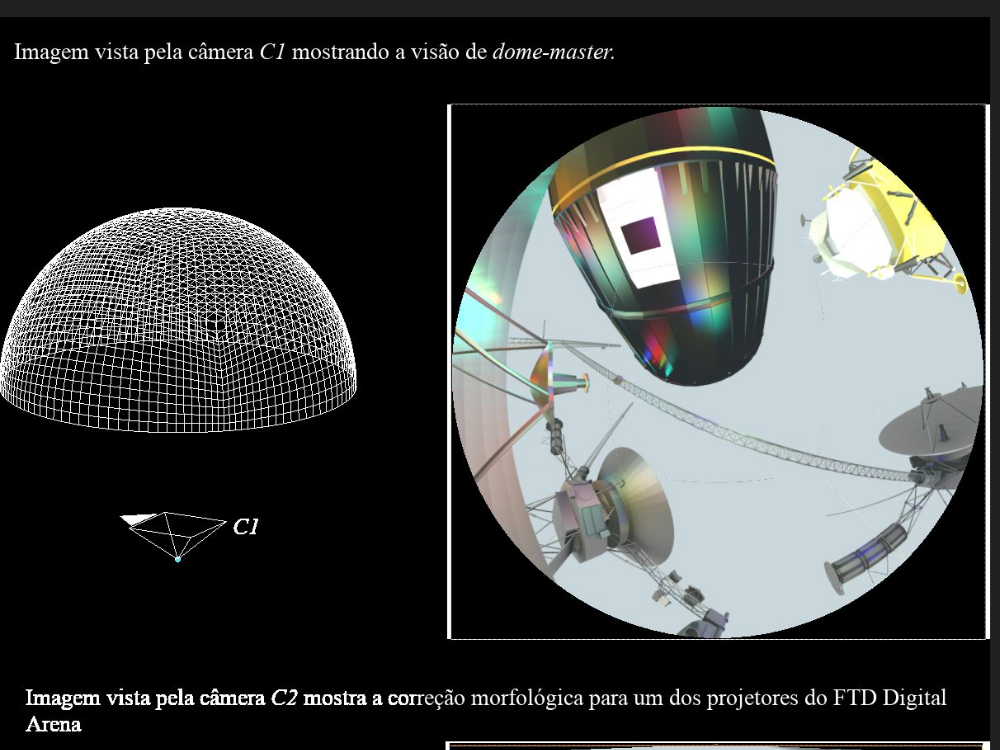 Imagem vista pela câmera C1 mostrando a visão de dome-master.
C1
Imagem vista pela câmera C2 mostra a correção morfológica para um dos projetores do FTD Digital
Arena